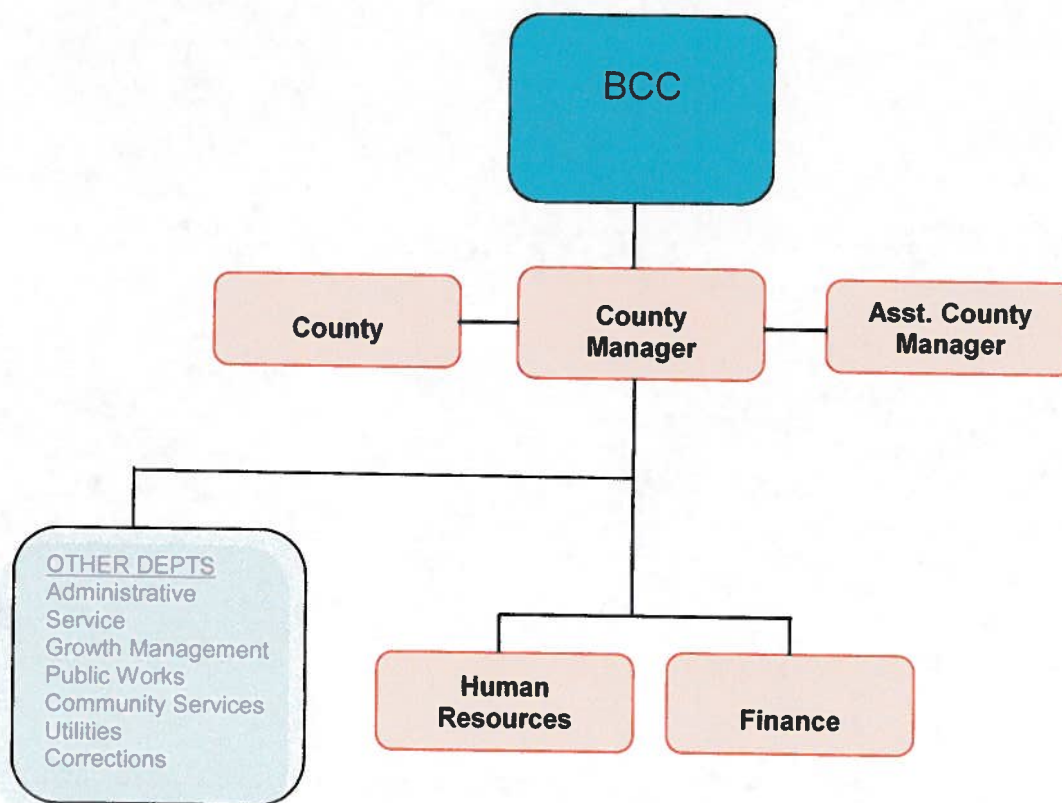 BCC
County
County
Manager
Asst. County
Manager
OTHER DEPTS
Administrative
Service
Growth Management
Public Works
Community Services
Utilities
Corrections
Human
Resources
Finance